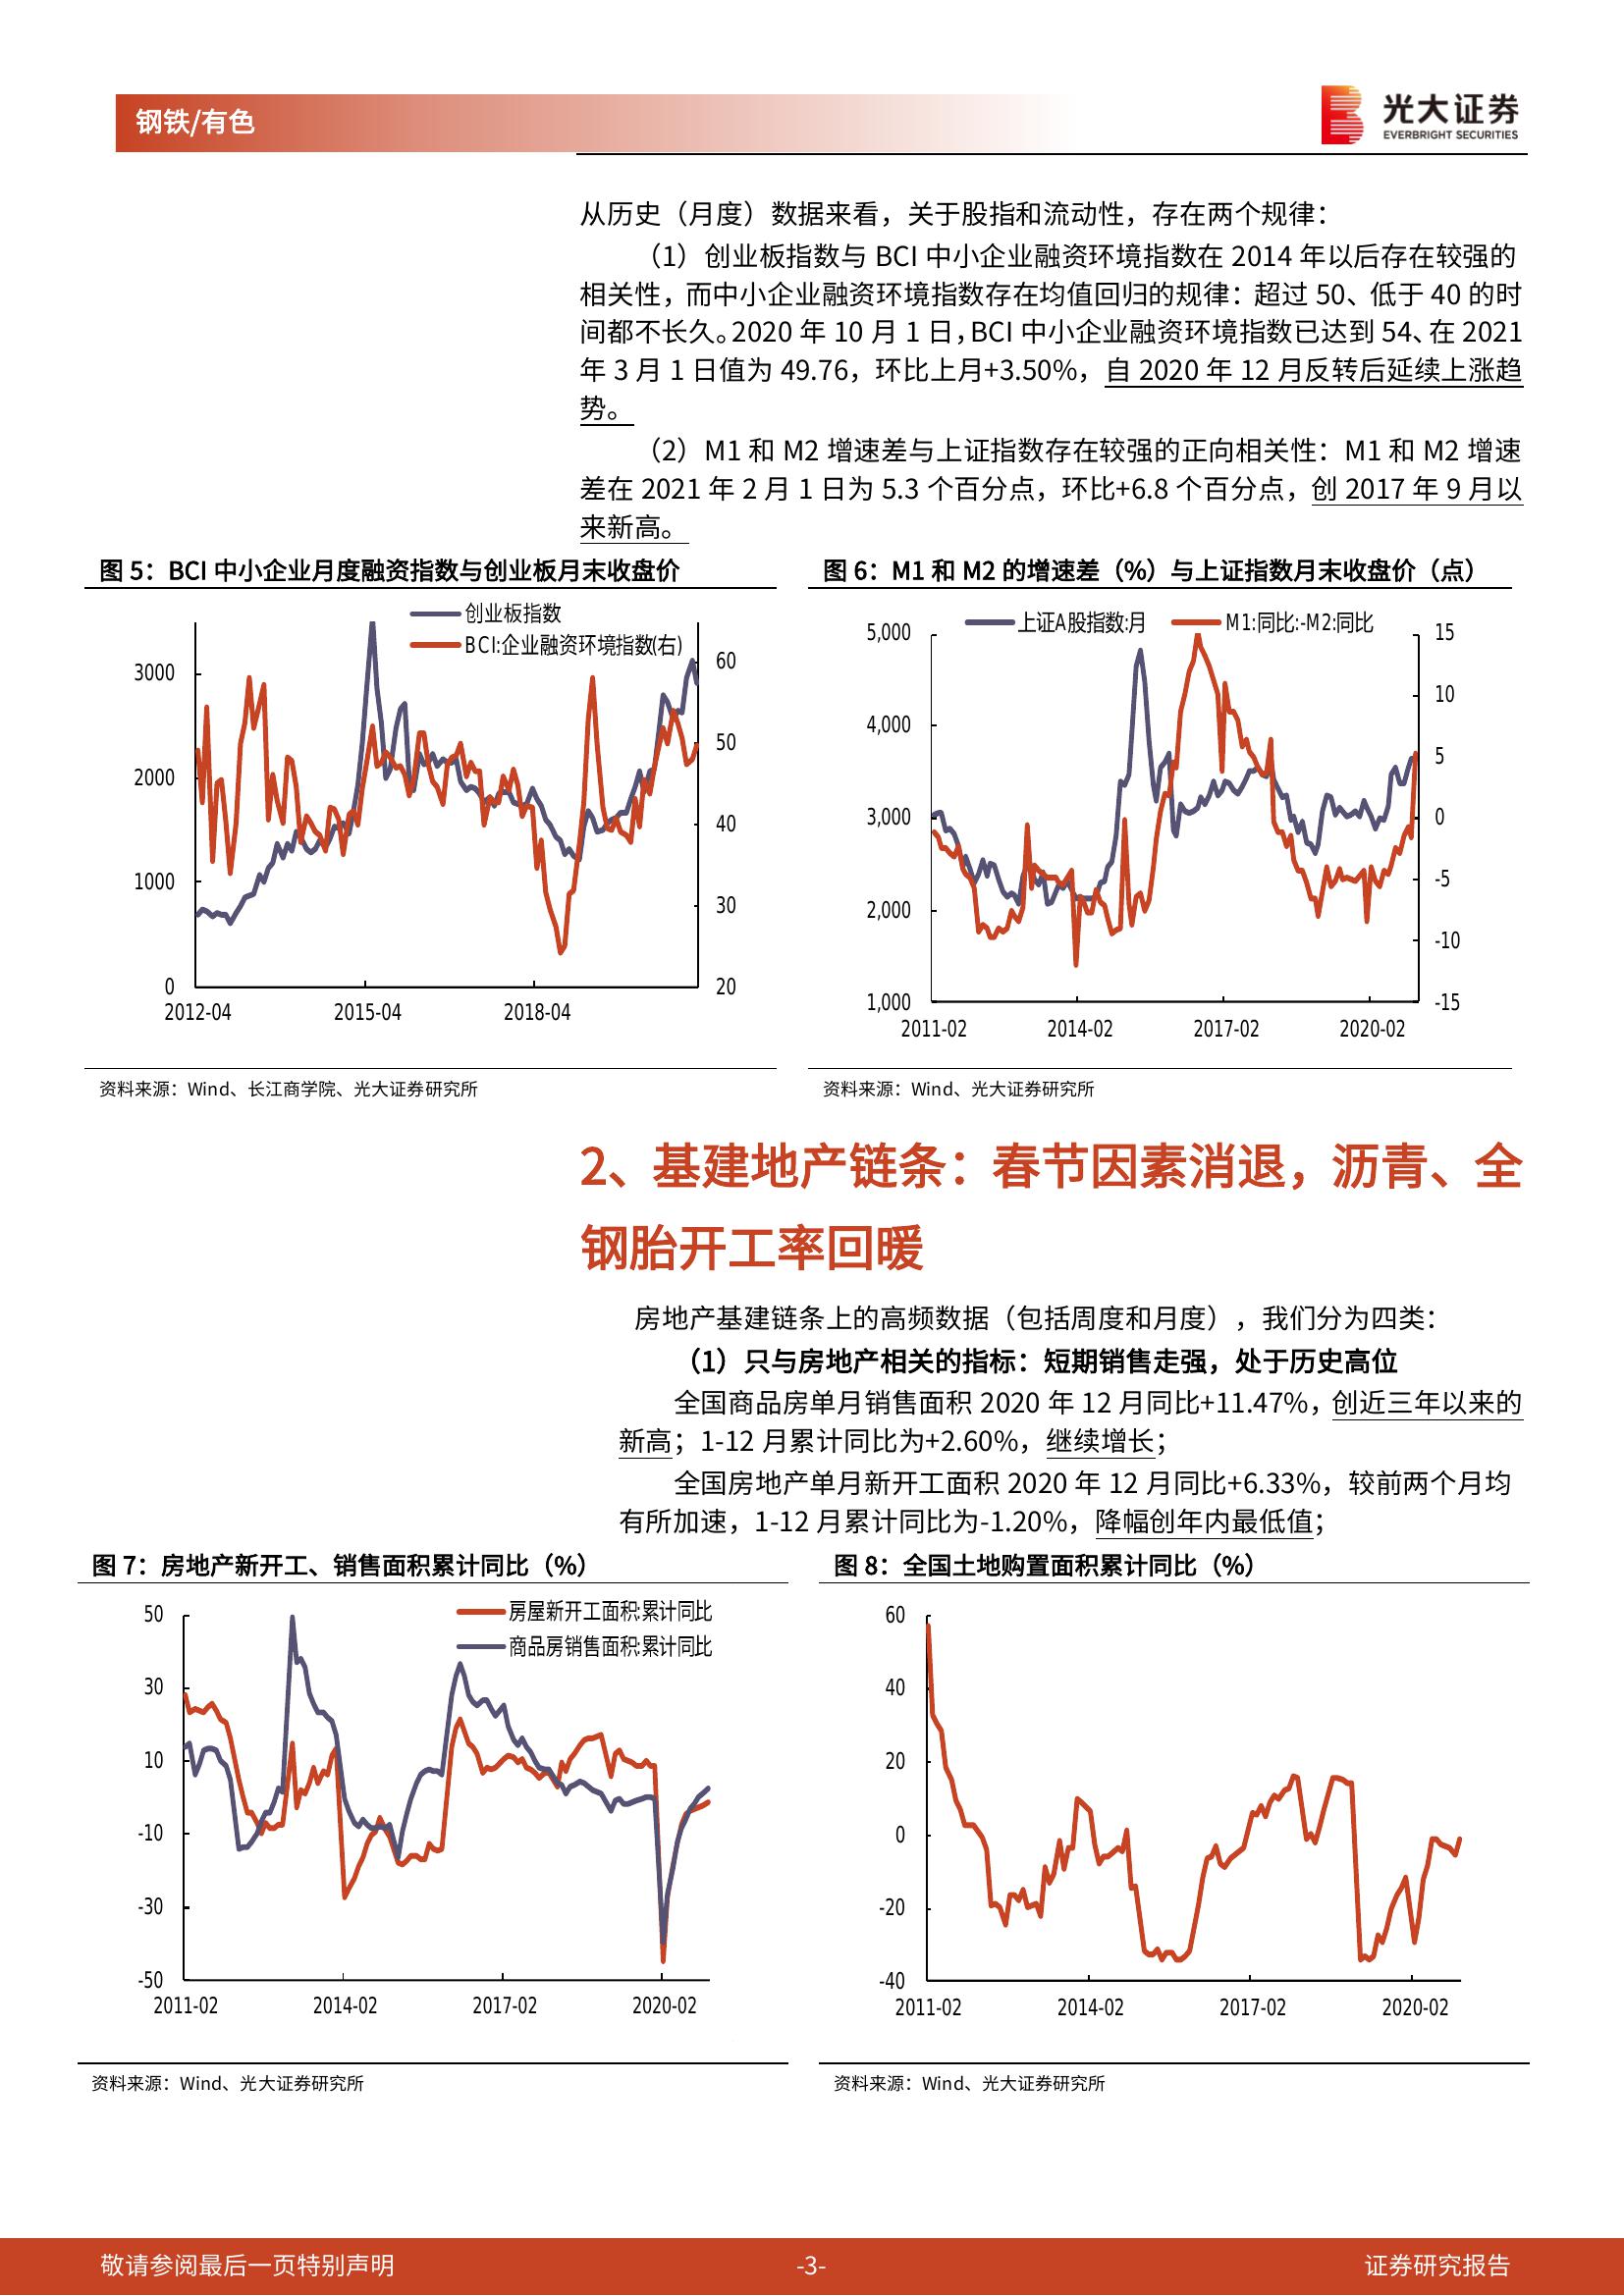 钢铁/有色
光大证券
EVERBRIGHT SECURITIES
从历史（月度）数据来看，关于股指和流动性，存在两个规律：
（1）创业板指数与 BCI 中小企业融资环境指数在 2014 年以后存在较强的
相关性，而中小企业融资环境指数存在均值回归的规律：超过 50、低于 40 的时
间都不长久。2020 年 10 月 1 日，BCI 中小企业融资环境指数已达到 54、在 2021
年 3 月 1 日值为 49.76，环比上月+3.50%，自 2020 年 12 月反转后延续上涨趋
势。
（2）M1 和 M2 增速差与上证指数存在较强的正向相关性：M1 和 M2 增速
差在 2021 年 2 月 1 日为 5.3 个百分点，环比+6.8 个百分点，创 2017 年 9 月以
来新高。
图 5：BCI 中小企业月度融资指数与创业板月末收盘价
创业板指数
BCI:企业融资环境指数(右)
3000
2000
1000
0
60
50
40
30
20
2012-04
2015-04
2018-04
资料来源：Wind、长江商学院、光大证券研究所
图 6：M1 和 M2 的增速差（%）与上证指数月末收盘价（点）
上证A股指数:月
M1:同比:-M2:同比
5,000
4,000
3,000
2,000
1,000
15
10
5
0
-5
-10
-15
2011-02
2014-02
2017-02
2020-02
资料来源：Wind、光大证券研究所
2、基建地产链条：春节因素消退，沥青、全
钢胎开工率回暖
房地产基建链条上的高频数据（包括周度和月度），我们分为四类：
（1）只与房地产相关的指标：短期销售走强，处于历史高位
全国商品房单月销售面积 2020 年 12 月同比+11.47%，创近三年以来的
新高；1-12 月累计同比为+2.60%，继续增长；
全国房地产单月新开工面积 2020 年 12 月同比+6.33%，较前两个月均
有所加速，1-12 月累计同比为-1.20%，降幅创年内最低值；
图 7：房地产新开工、销售面积累计同比（%）
房屋新开工面积:累计同比
商品房销售面积:累计同比
50
30
10
-10
-30
-50
2011-02
2014-02
2017-02
2020-02
资料来源：Wind、光大证券研究所
图 8：全国土地购置面积累计同比（%）
60
40
20
0
-20
-40
2011-02
2014-02
2017-02
2020-02
资料来源：Wind、光大证券研究所
敬请参阅最后一页特别声明
-3-
证券研究报告